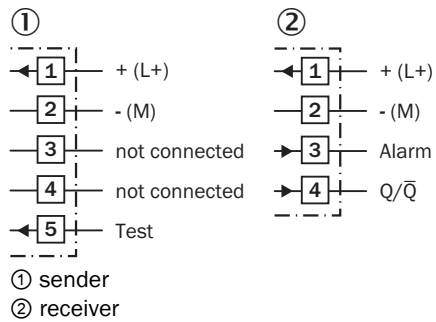 ① ②
1 + (L+) 1 + (L+)
2 - (M) 2 - (M)
3 not connected 3 Alarm
4 not connected 4 Q/Q̅
5 Test
① sender
② receiver